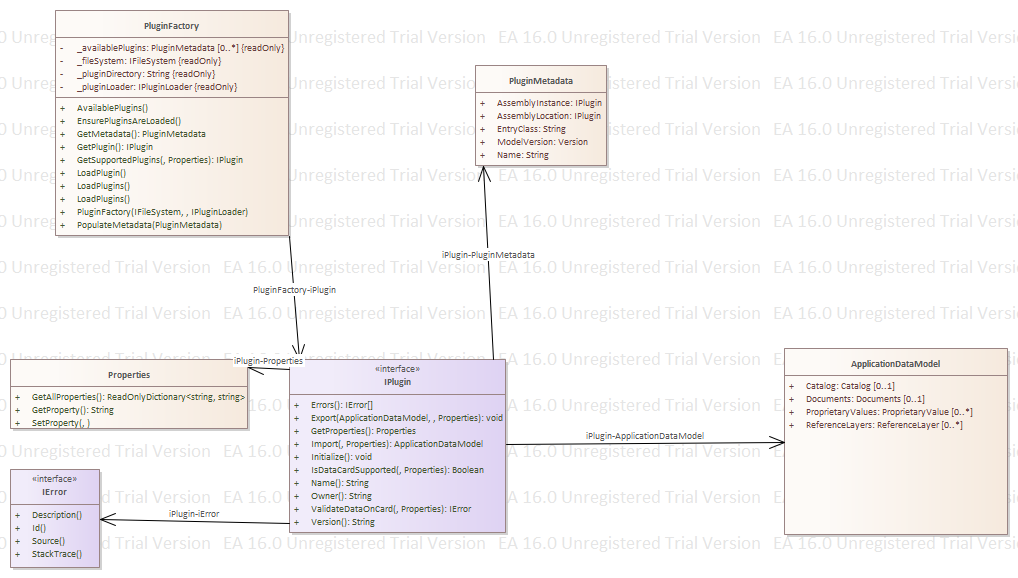 PluginFactory
- _availablePlugins: PluginMetadata [0..*] {readOnly}
- _fileSystem: IFileSystem {readOnly}
- _pluginDirectory: String {readOnly}
- _pluginLoader: IPluginLoader {readOnly}
+ AvailablePlugins()
+ EnsurePluginsAreLoaded()
+ GetMetadata(): PluginMetadata
+ GetPlugin(): IPlugin
+ GetSupportedPlugins(, Properties): IPlugin
+ LoadPlugin()
+ LoadPlugins()
+ LoadPlugins()
+ PluginFactory(IFileSystem, , IPluginLoader)
+ PopulateMetadata(PluginMetadata)
PluginMetadata
+ AssemblyInstance: IPlugin
+ AssemblyLocation: IPlugin
+ EntryClass: String
+ ModelVersion: Version
+ Name: String
iPlugin-PluginMetadata
PluginFactory-iPlugin
iPlugin-Properties
Properties
+ GetAllProperties(): ReadOnlyDictionary<string, string>
+ GetProperty(): String
+ SetProperty(, )
«interface»
IPlugin
+ Errors(): IError[]
+ Export(ApplicationDataModel, , Properties): void
+ GetProperties(): Properties
+ Import(, Properties): ApplicationDataModel
+ Initialize(): void
+ IsDataCardSupported(, Properties): Boolean
+ Name(): String
+ Owner(): String
+ ValidateDataOnCard(, Properties): IError
+ Version(): String
iPlugin-ApplicationDataModel
ApplicationDataModel
+ Catalog: Catalog [0..1]
+ Documents: Documents [0..1]
+ ProprietaryValues: ProprietaryValue [0..*]
+ ReferenceLayers: ReferenceLayer [0..*]
«interface»
IError
+ Description()
+ Id()
+ Source()
+ StackTrace()
iPlugin-iError
EA 16.0 Unregistered Trial Version